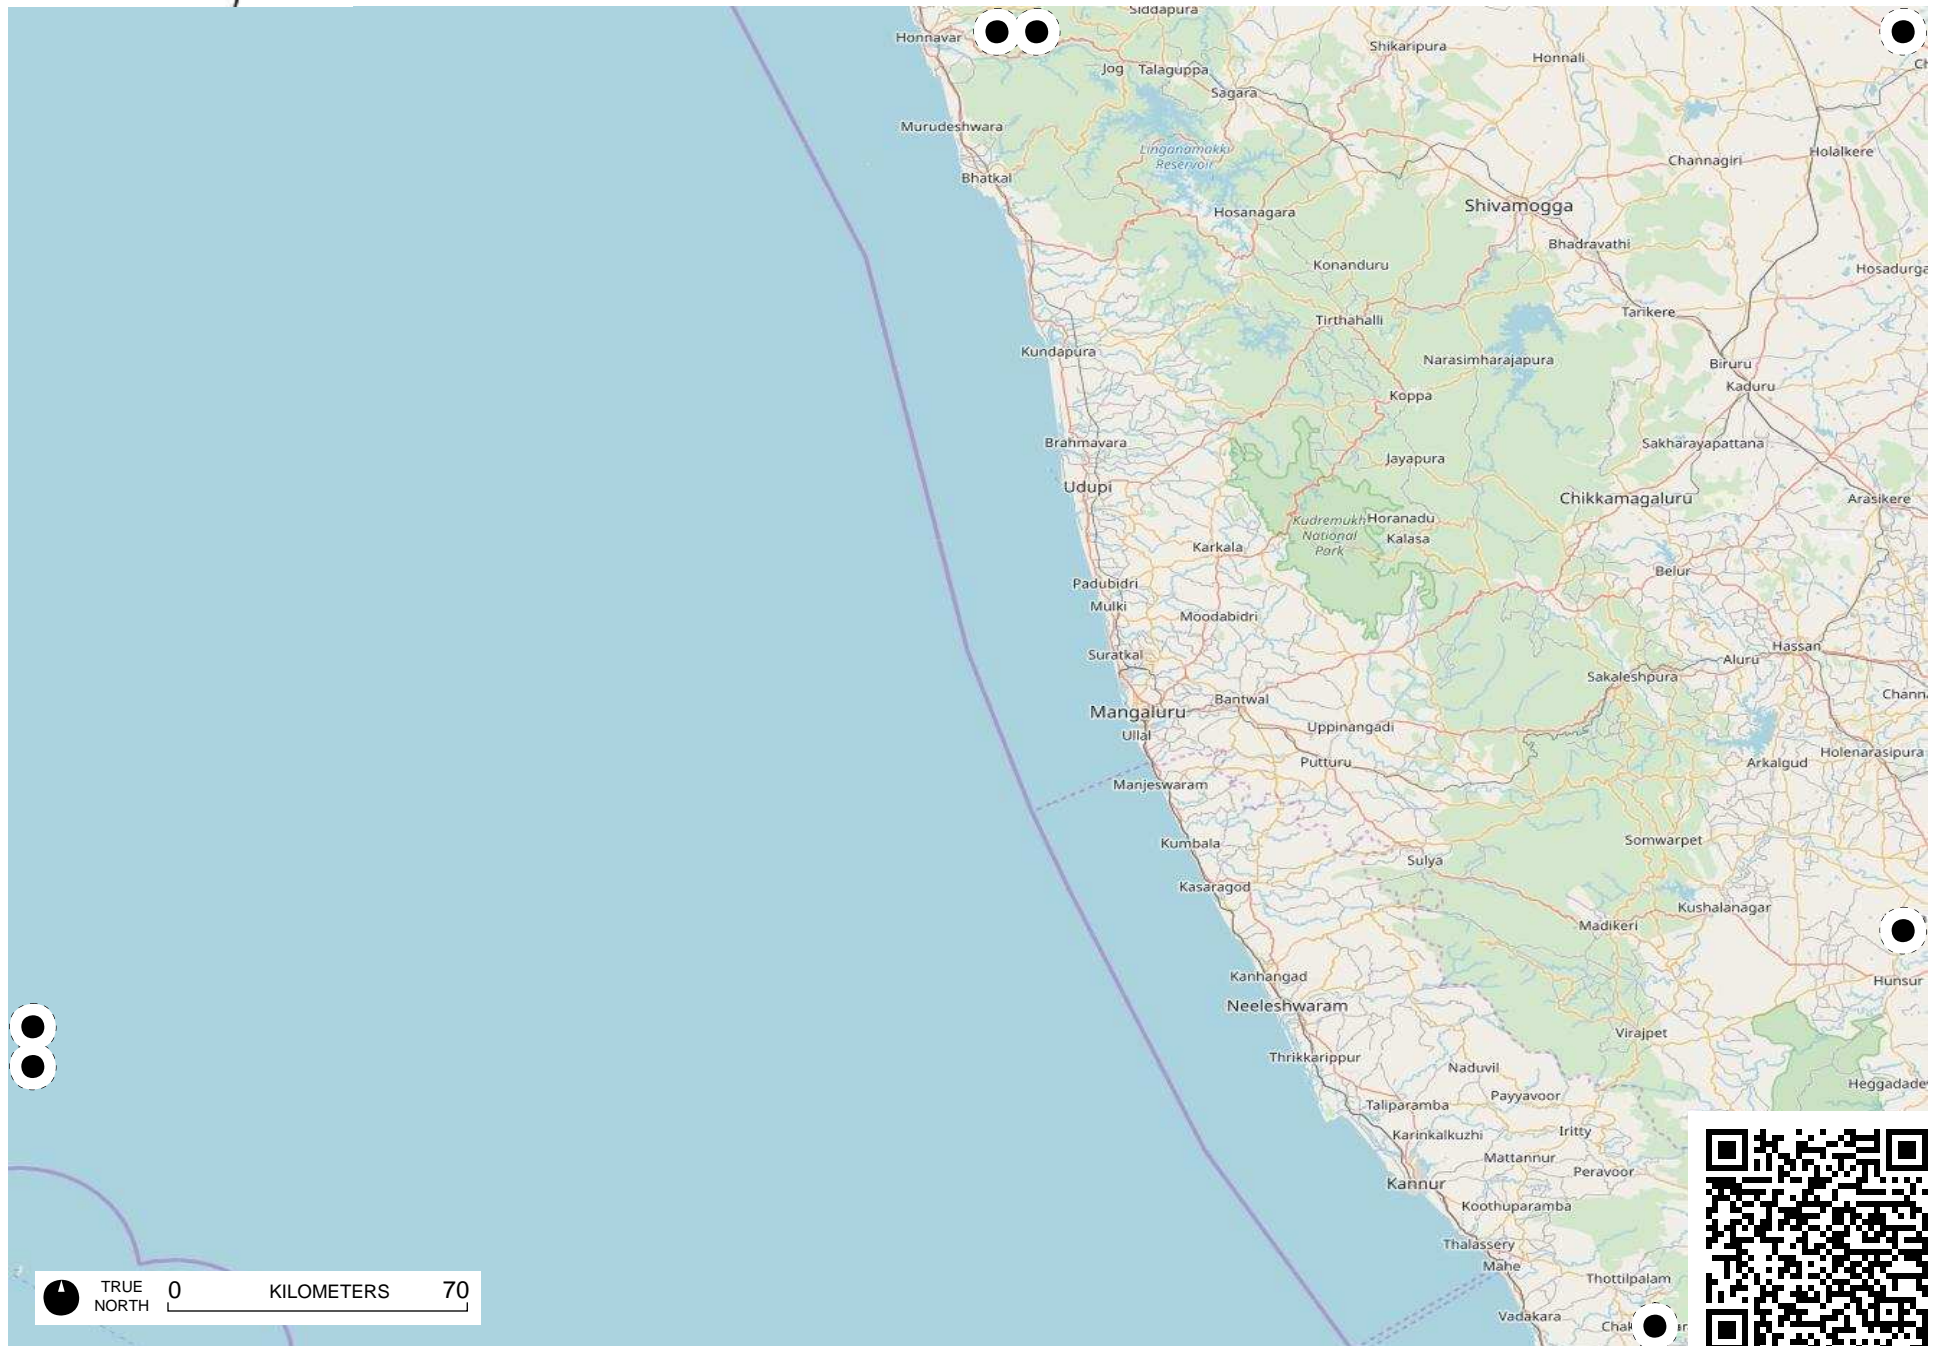 Siddapura
Honnavar
Shikaripura
Honnali
Jog
Talaguppa
Sagara
Murudeshwara
Linganamakki
Reservoir
Channagiri
Holalkere
Bhatkal
Hosanagara
Shivamogga
Bhadravathi
Konanduru
Hosadurga
Tarikere
Tirthahalli
Kundapura
Narasimharajapura
Biruru
Kaduru
Koppa
Brahmavara
Sakharayapattana
Jayapura
Udupi
Chikkamagaluru
Arasikere
Kudremukh
National
Park
Horanadu
Kalasa
Karkala
Belur
Padubidri
Mulki
Moodabidri
Hassan
Suratkal
Aluru
Sakaleshpura
Chann
Bantwal
Mangaluru
Uppinangadi
Ullal
Holenarasipura
Putturu
Arkalgud
Manjeswaram
Kumbala
Somwarpet
Sulya
Kasaragod
Kushalanagar
Madikeri
Kanhangad
Hunsur
Neeleshwaram
Virajpet
Thrikkarippur
Naduvil
Heggadade
Payyavoor
Taliparamba
Karinkalkuzhi
Iritty
Mattannur
Peravoor
Kannur
Koothuparamba
Thalassery
Mahe
Thottilpalam
Vadakara
TRUE
NORTH
0 KILOMETERS 70